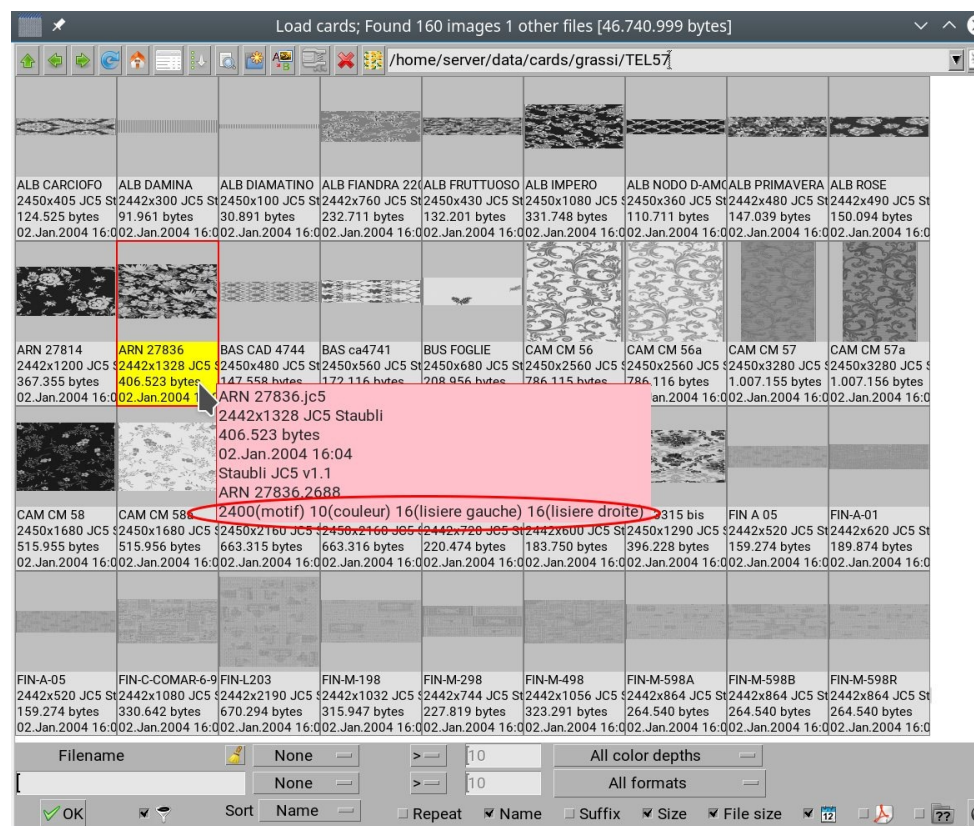 Load cards; Found 160 images 1 other files [46.740.999 bytes]
/home/server/data/cards/grassi/TEL57
ALB CARCIOFO ALB DAMINA ALB DIAMATINO ALB FIANDRA 220 ALB FRUTTUOSO ALB IMPERO ALB NODO D-AMO ALB PRIMAVERA ALB ROSE
2450x405 JC5 St 2442x300 JC5 St 2450x100 JC5 St 2442x760 JC5 St 2450x430 JC5 St 2450x1080 JC5 S 2450x360 JC5 St 2442x480 JC5 St 2442x490 JC5 St
124.525 bytes 91.961 bytes 30.891 bytes 232.711 bytes 132.201 bytes 331.748 bytes 110.711 bytes 147.039 bytes 150.094 bytes
02.Jan.2004 16:0 02.Jan.2004 16:0 02.Jan.2004 16:0 02.Jan.2004 16:0 02.Jan.2004 16:0 02.Jan.2004 16:0 02.Jan.2004 16:0 02.Jan.2004 16:0 02.Jan.2004 16:0
ARN 27814 ARN 27836 BAS CAD 4744 BAS ca4741 BUS FOGLIE CAM CM 56 CAM CM 56a CAM CM 57 CAM CM 57a
2442x1200 JC5 S 2442x1328 JC5 S 2450x480 JC5 St 2450x560 JC5 St 2450x680 JC5 St 2450x2560 JC5 S 2450x2560 JC5 S 2450x3280 JC5 S 2450x3280 JC5 S
367.355 bytes 406.523 bytes 147.558 bytes 172.116 bytes 208.956 bytes 786.115 bytes 786.116 bytes 1.007.155 bytes 1.007.156 bytes
02.Jan.2004 16:0 02.Jan.2004 1 an.2004 16:0 02.Jan.2004 16:0 02.Jan.2004 16:0
ARN 27836.jc5
2442x1328 JC5 Staubli
406.523 bytes
02.Jan.2004 16:04
Staubli JC5 v1.1
ARN 27836.2688
2400(motif) 10(couleur) 16(lisiere gauche) 16(lisiere droite)
CAM CM 58 CAM CM 58a 315 bis FIN A 05 FIN-A-01
2450x1680 JC5 S 2450x1680 JC5 S 2450x2160 JC5 S 2450x2160 JC5 S 2442x720 JC5 St 2442x600 JC5 St 2450x1290 JC5 S 2442x520 JC5 St 2442x620 JC5 St
515.955 bytes 515.956 bytes 663.315 bytes 663.316 bytes 220.474 bytes 183.750 bytes 396.228 bytes 159.274 bytes 189.874 bytes
02.Jan.2004 16:0 02.Jan.2004 16:0 02.Jan.2004 16:0 02.Jan.2004 16:0 02.Jan.2004 16:0 02.Jan.2004 16:0 02.Jan.2004 16:0 02.Jan.2004 16:0 02.Jan.2004 16:0
FIN-A-05 FIN-C-COMAR-6-9 FIN-L203 FIN-M-198 FIN-M-298 FIN-M-498 FIN-M-598A FIN-M-598B FIN-M-598R
2442x520 JC5 St 2442x1080 JC5 S 2442x2190 JC5 S 2442x1032 JC5 S 2442x744 JC5 St 2442x1056 JC5 S 2442x864 JC5 St 2442x864 JC5 St 2442x864 JC5 St
159.274 bytes 330.642 bytes 670.294 bytes 315.947 bytes 227.819 bytes 323.291 bytes 264.540 bytes 264.540 bytes 264.540 bytes
02.Jan.2004 16:0 02.Jan.2004 16:0 02.Jan.2004 16:0 02.Jan.2004 16:0 02.Jan.2004 16:0 02.Jan.2004 16:0 02.Jan.2004 16:0 02.Jan.2004 16:0 02.Jan.2004 16:0
Filename None > 10 All color depths
None > 10 All formats
OK Sort Name Repeat Name Suffix Size File size 12 ??